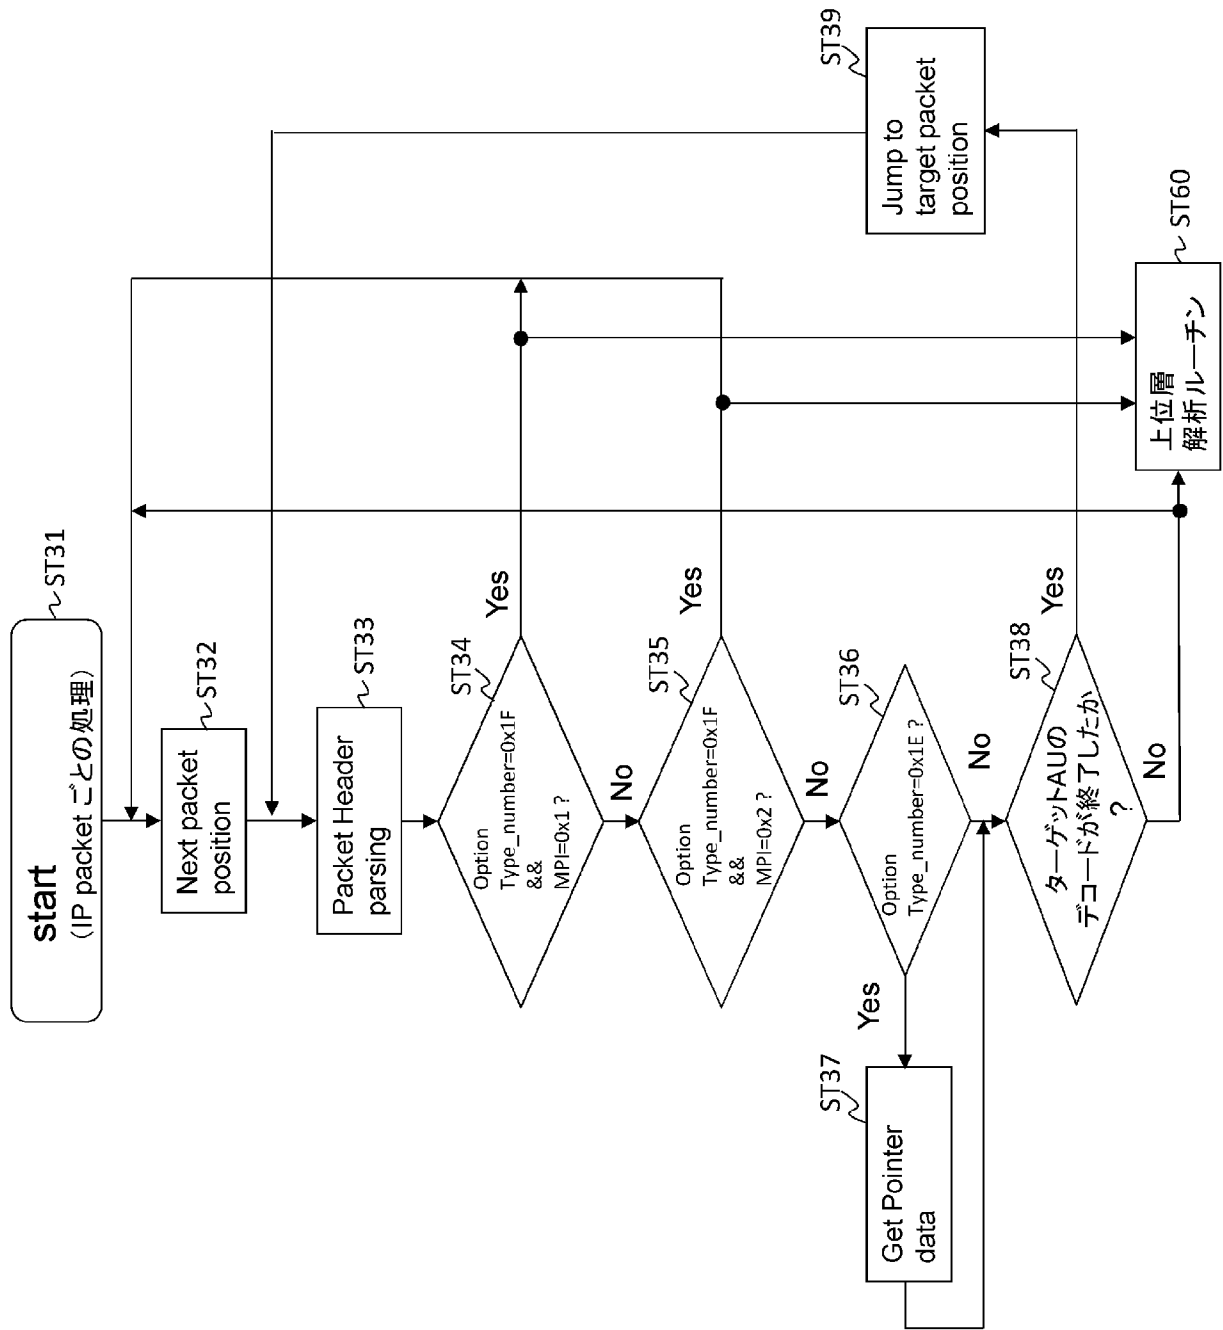 start
(IP packet ごとの処理)
ST31
Next packet
position
ST32
Packet Header
parsing
ST33
Option
Type_number=0x1F
&&
MPI=0x1 ?
ST34
Yes
No
Option
Type_number=0x1F
&&
MPI=0x2 ?
ST35
Yes
No
Option
Type_number=0x1E ?
ST36
Yes
No
Get Pointer
data
ST37
ターゲットAUの
デコードが終了したか
?
ST38
Yes
No
Jump to
target packet
position
ST39
上位層
解析ルーチン
ST60